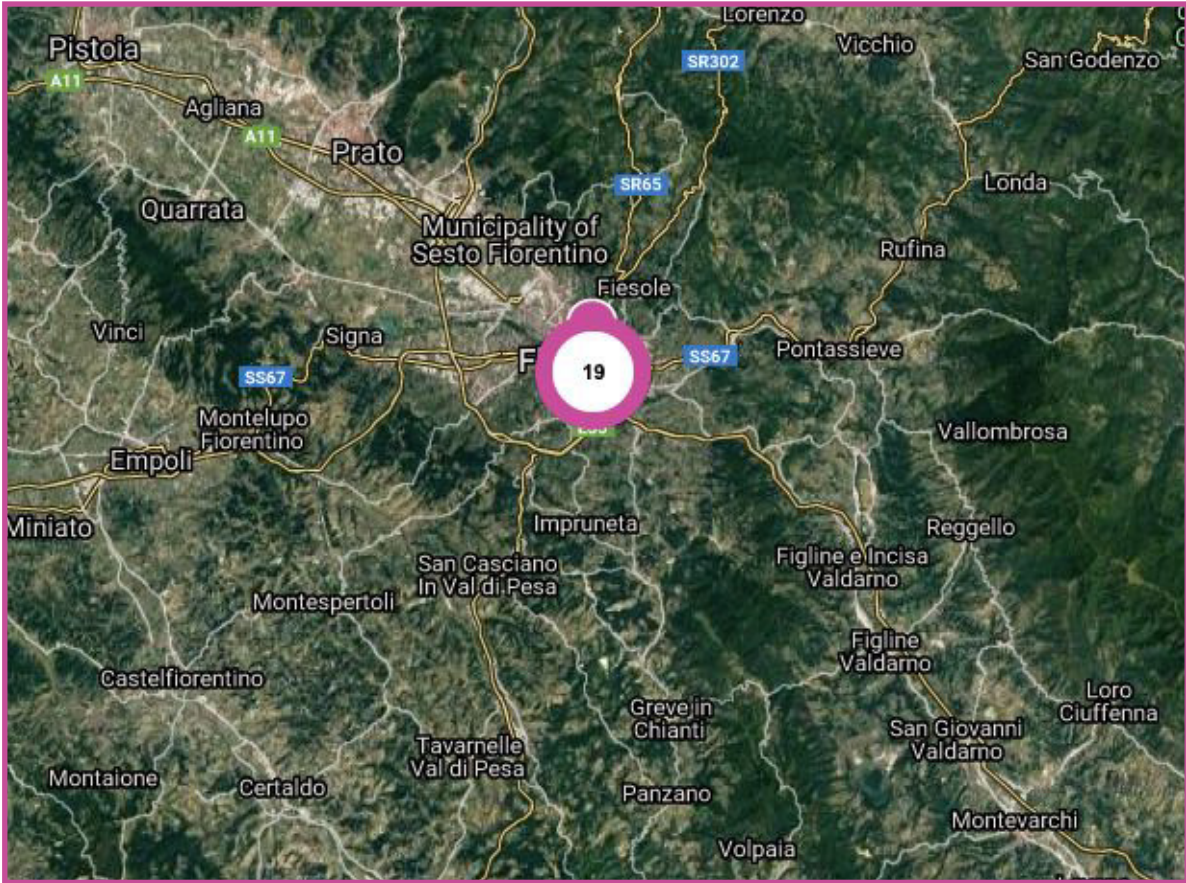 Lorenzo
Vicchio
San Godenzo
Pistoia
SR302
A11
Agliana
A11
Prato
SR65
Londa
Quarrata
Municipality of
Sesto Fiorentino
Rufina
Fiesole
Vinci
Signa
F
19
SS67
Pontassieve
SS67
Montelupo
Fiorentino
Vallombrosa
Empoli
Miniato
Impruneta
Reggello
San Casciano
In Val di Pesa
Figline e Incisa
Valdarno
Montespertoli
Figline
Valdarno
Castelfiorentino
Greve in
Chianti
Loro
Ciuffenna
San Giovanni
Valdarno
Tavarnelle
Val di Pesa
Montaione
Certaldo
Panzano
Montevarchi
Volpaia